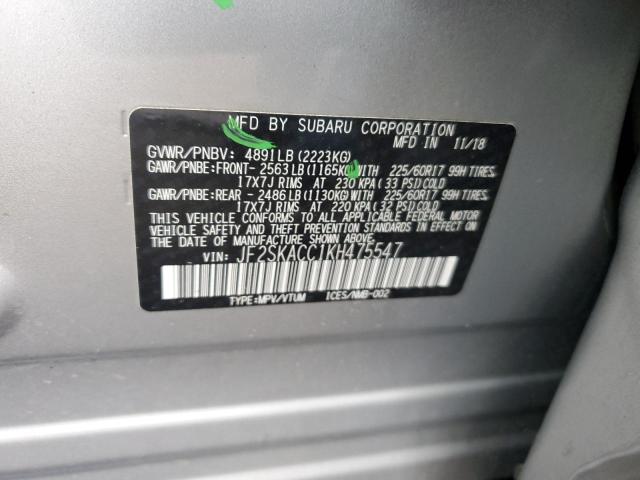 MFD BY SUBARU CORPORATION
MFD IN 11/18
GVWR/PNBV: 4891LB (2223KG)
GAWR/PNBE:FRONT- 2563LB (1165KG) WITH 225/60R17 99H TIRES,
17X7J RIMS AT 230 KPA (33 PSI) COLD
GAWR/PNBE:REAR - 2486LB (1130KG) WITH 225/60R17 99H TIRES,
17X7J RIMS AT 220 KPA (32 PSI) COLD
THIS VEHICLE CONFORMS TO ALL APPLICABLE FEDERAL MOTOR
VEHICLE SAFETY AND THEFT PREVENTION STANDARDS IN EFFECT ON
THE DATE OF MANUFACTURE SHOWN ABOVE.
VIN: JF2SKACC1KH475547
TYPE:MPV/VTUM ICES/NMB-002